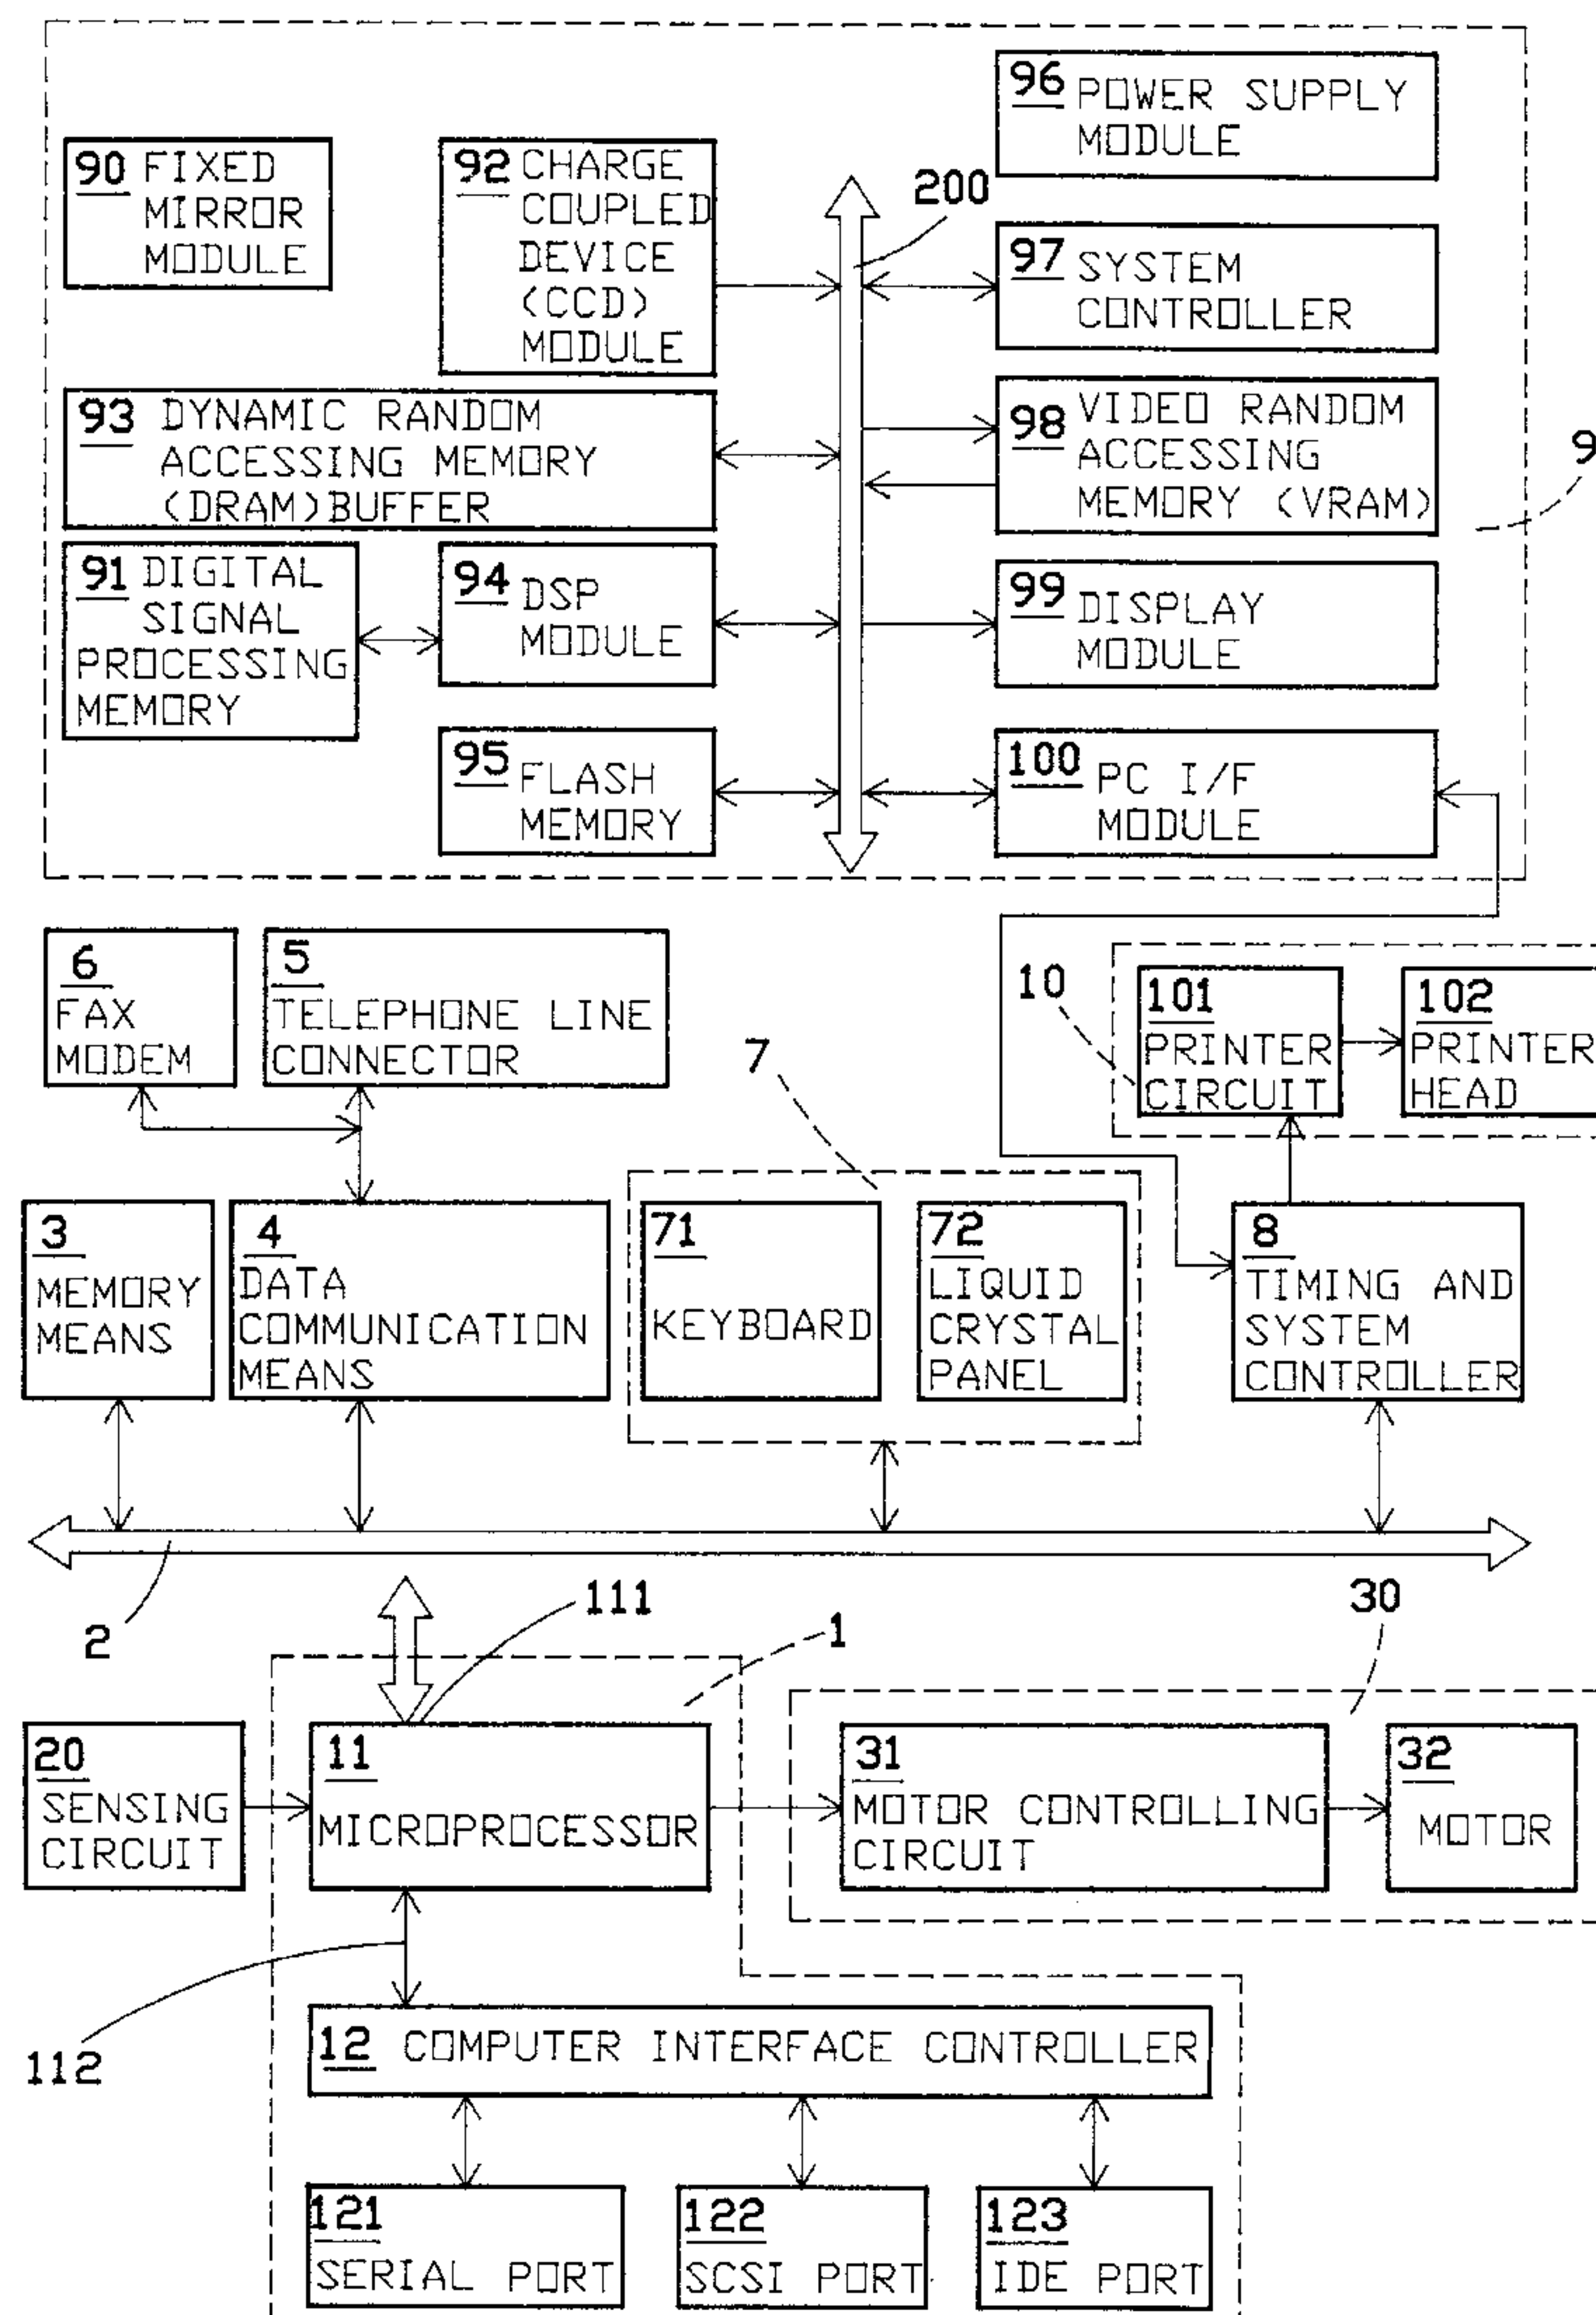 96 POWER SUPPLY
MODULE
90 FIXED
MIRROR
MODULE
92 CHARGE
COUPLED
DEVICE
(CCD)
MODULE
200
97 SYSTEM
CONTROLLER
93 DYNAMIC RANDOM
ACCESSING MEMORY
(DRAM)BUFFER
98 VIDEO RANDOM
ACCESSING
MEMORY (VRAM)
9
91 DIGITAL
SIGNAL
PROCESSING
MEMORY
94 DSP
MODULE
99 DISPLAY
MODULE
95 FLASH
MEMORY
100 PC I/F
MODULE
6
FAX
MODEM
5
TELEPHONE LINE
CONNECTOR
7
10
101
PRINTER
CIRCUIT
102
PRINTER
HEAD
3
MEMORY
MEANS
4
DATA
COMMUNICATION
MEANS
71
KEYBOARD
72
LIQUID
CRYSTAL
PANEL
8
TIMING AND
SYSTEM
CONTROLLER
2
111
1
30
20
SENSING
CIRCUIT
11
MICROPROCESSOR
31
MOTOR CONTROLLING
CIRCUIT
32
MOTOR
112
12 COMPUTER INTERFACE CONTROLLER
121
SERIAL PORT
122
SCSI PORT
123
IDE PORT